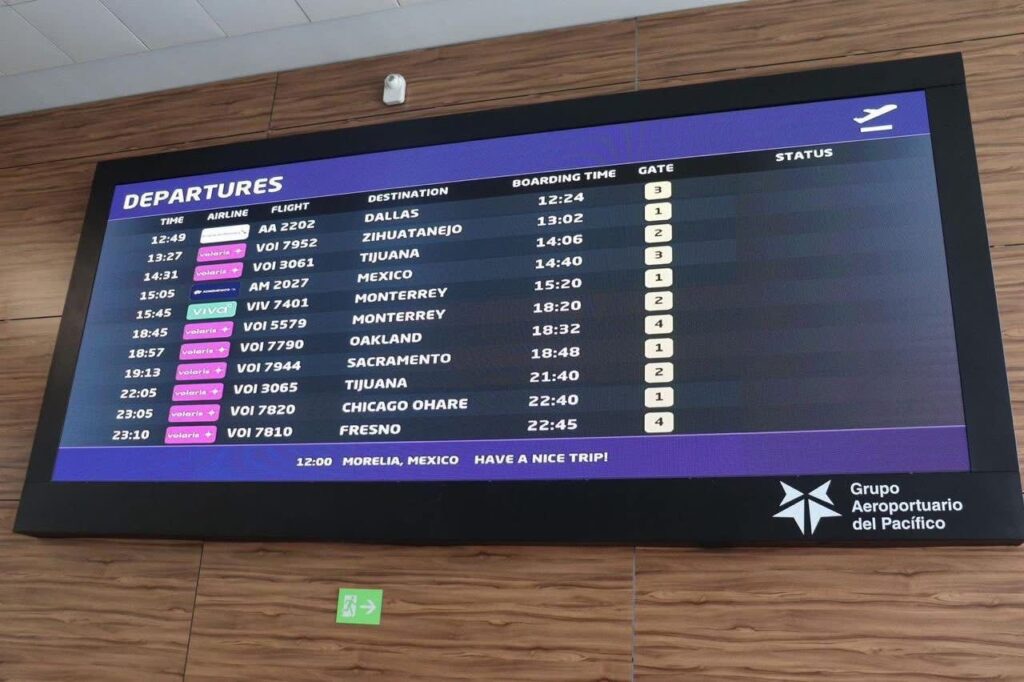 DEPARTURES
TIME AIRLINE FLIGHT DESTINATION BOARDING TIME GATE STATUS
12:49 AA 2202 DALLAS 12:24 3
13:27 volaris VOI 7952 ZIHUATANEJO 13:02 1
14:31 volaris VOI 3061 TIJUANA 14:06 2
15:05 AEROMEXICO AM 2027 MEXICO 14:40 3
15:45 viva VIV 7401 MONTERREY 15:20 1
18:45 volaris VOI 5579 MONTERREY 18:20 2
18:57 volaris VOI 7790 OAKLAND 18:32 4
19:13 volaris VOI 7944 SACRAMENTO 18:48 1
22:05 volaris VOI 3065 TIJUANA 21:40 2
23:05 volaris VOI 7820 CHICAGO OHARE 22:40 1
23:10 volaris VOI 7810 FRESNO 22:45 4
12:00 MORELIA, MEXICO HAVE A NICE TRIP!
Grupo
Aeroportuario
del Pacífico